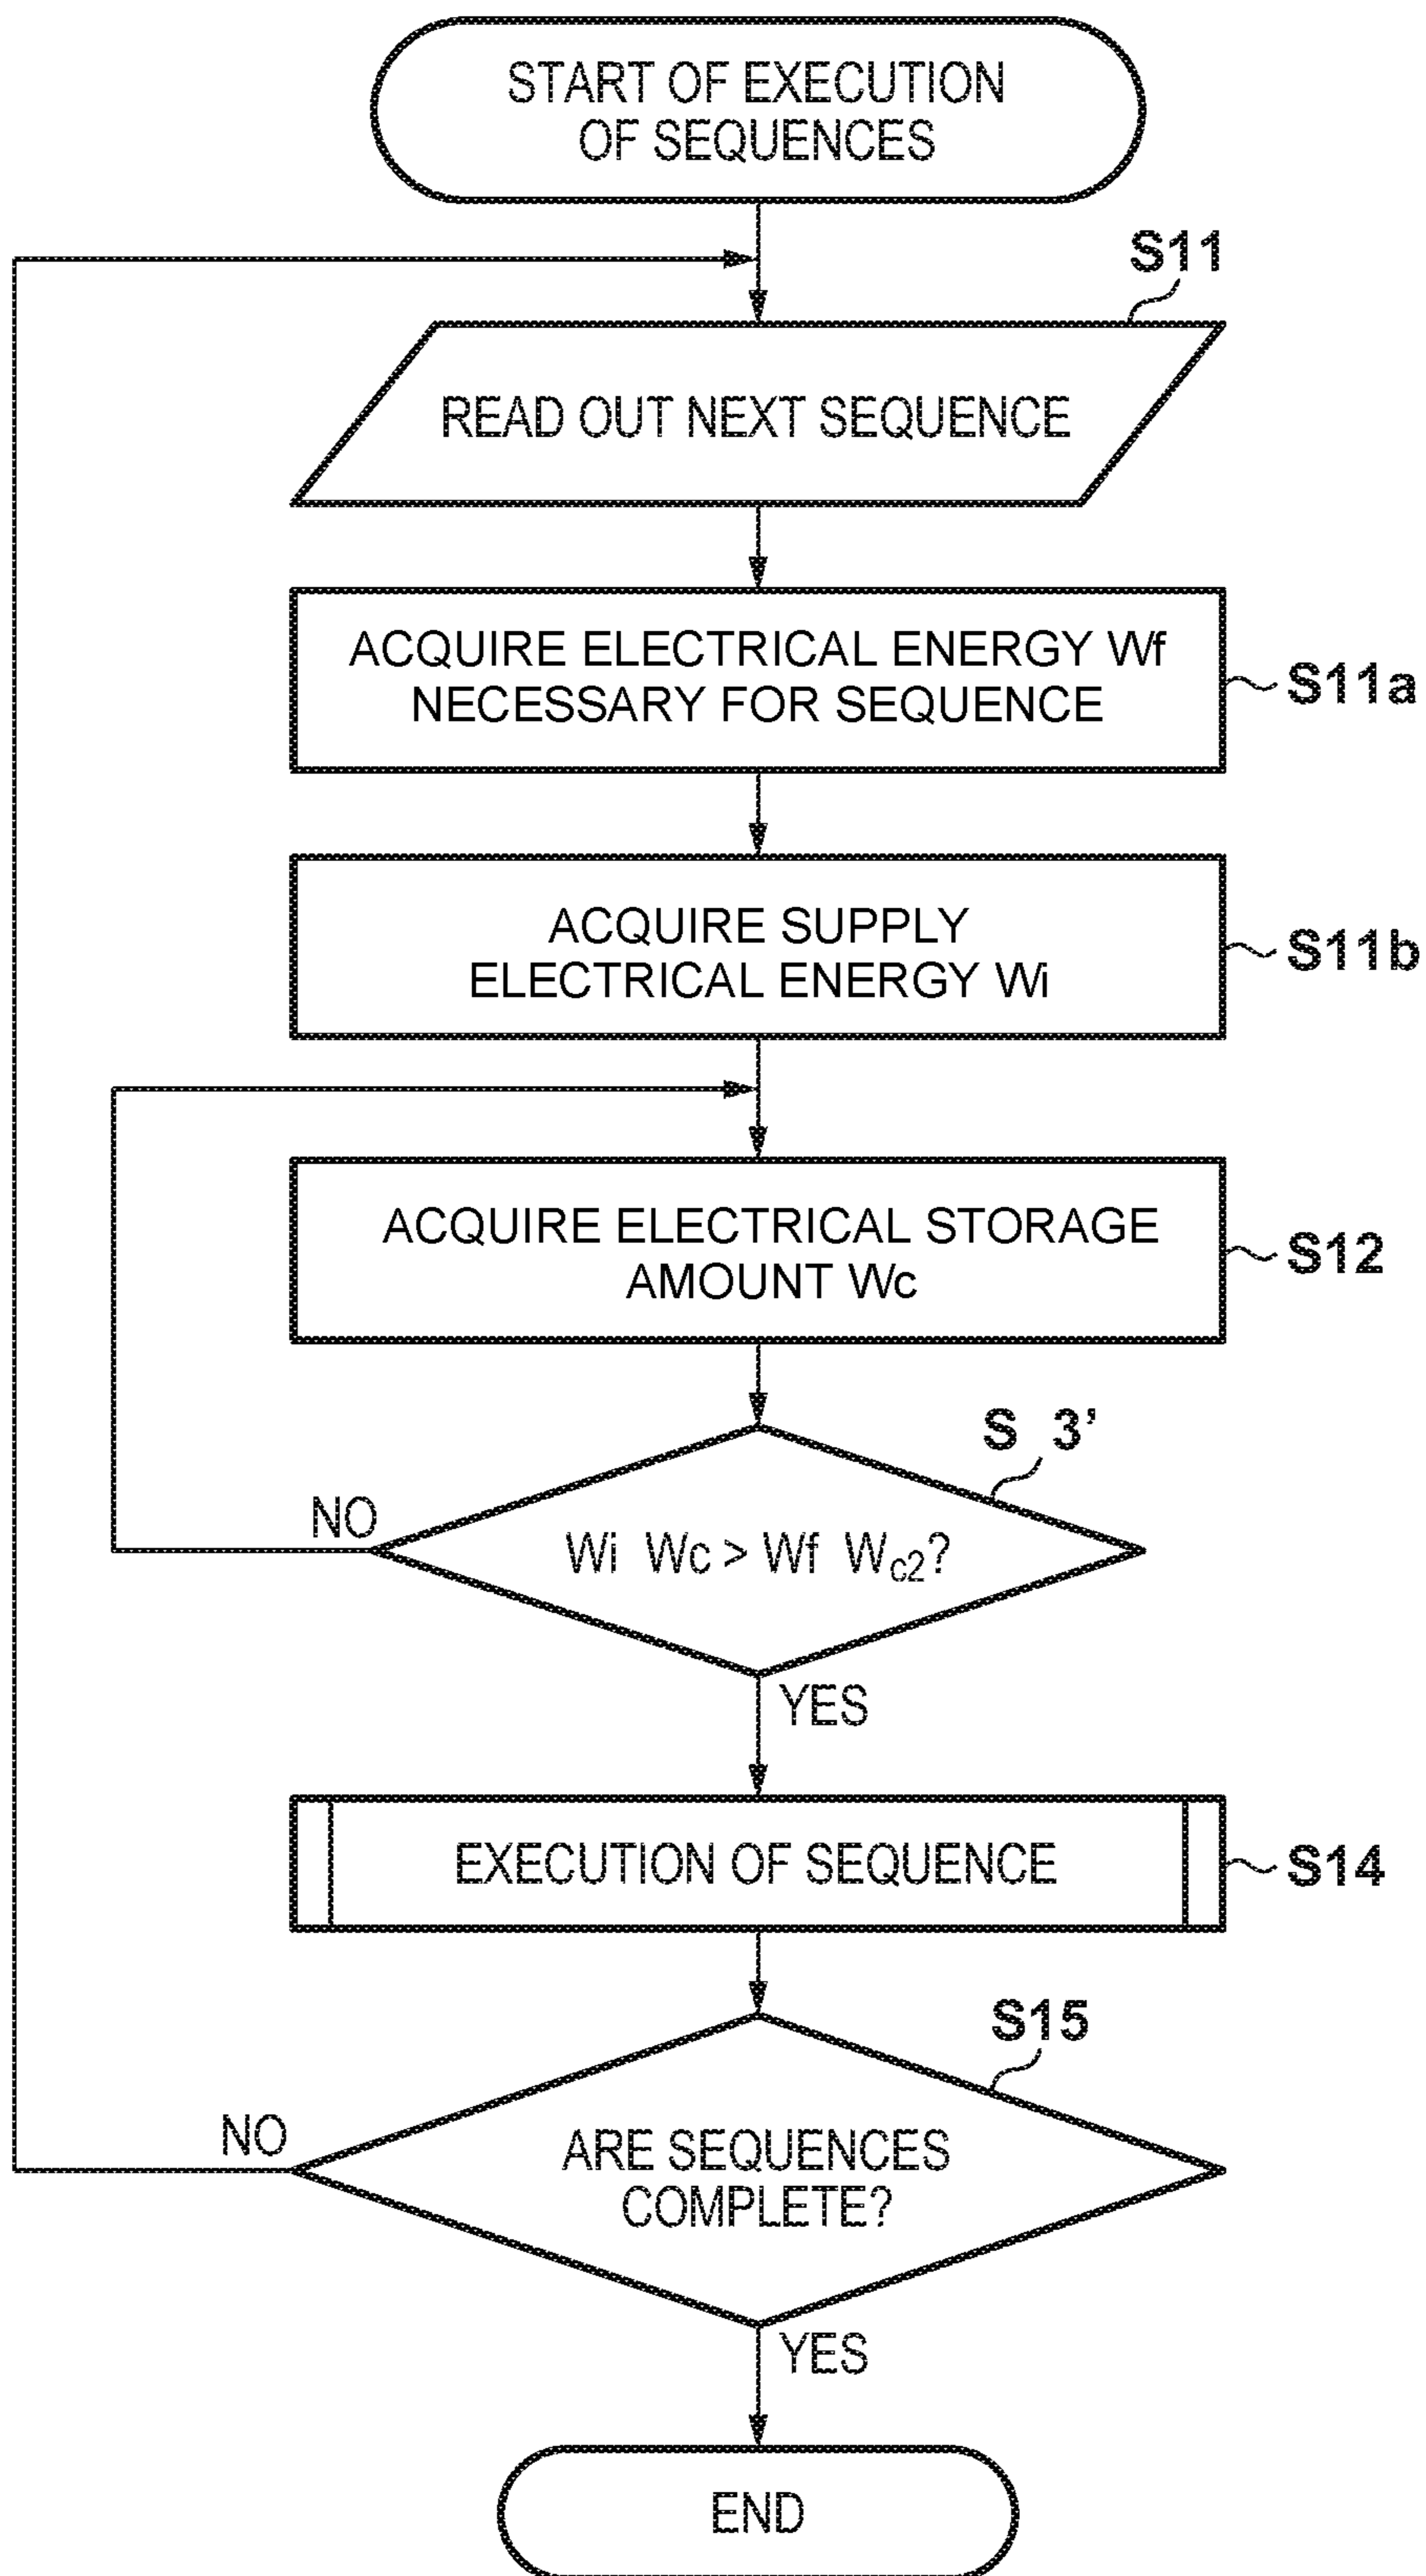 START OF EXECUTION
OF SEQUENCES
S11
READ OUT NEXT SEQUENCE
ACQUIRE ELECTRICAL ENERGY Wf
NECESSARY FOR SEQUENCE
S11a
ACQUIRE SUPPLY
ELECTRICAL ENERGY Wi
S11b
ACQUIRE ELECTRICAL STORAGE
AMOUNT Wc
S12
S 3’
NO
Wi Wc > Wf Wc2?
YES
EXECUTION OF SEQUENCE
S14
S15
NO
ARE SEQUENCES
COMPLETE?
YES
END